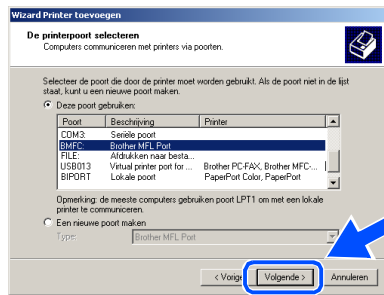 Wizard Printer toevoegen
De printerpoort selecteren
Computers communiceren met printers via poorten.
Selecteer de poort die door de printer moet worden gebruikt. Als de poort niet in de lijst
staat, kunt u een nieuwe poort maken.
Deze poort gebruiken:
Poort Beschrijving Printer
COM3: Seriële poort
BMFC: Brother MFL Port
FILE: Afdrukken naar besta...
USB013 Virtual printer port for ... Brother PC-FAX, Brother MFC-...
BIPORT Lokale poort PaperPort Color, PaperPort
Opmerking: de meeste computers gebruiken poort LPT1 om met een lokale
printer te communiceren.
Een nieuwe poort maken
Type: Brother MFL Port
< Vorige Volgende > Annuleren